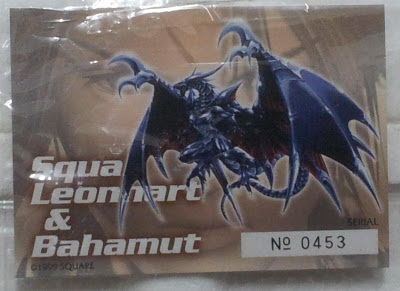 Squa
Leonhart
&
Bahamut
©1999 SQUARE
SERIAL
№ 0453